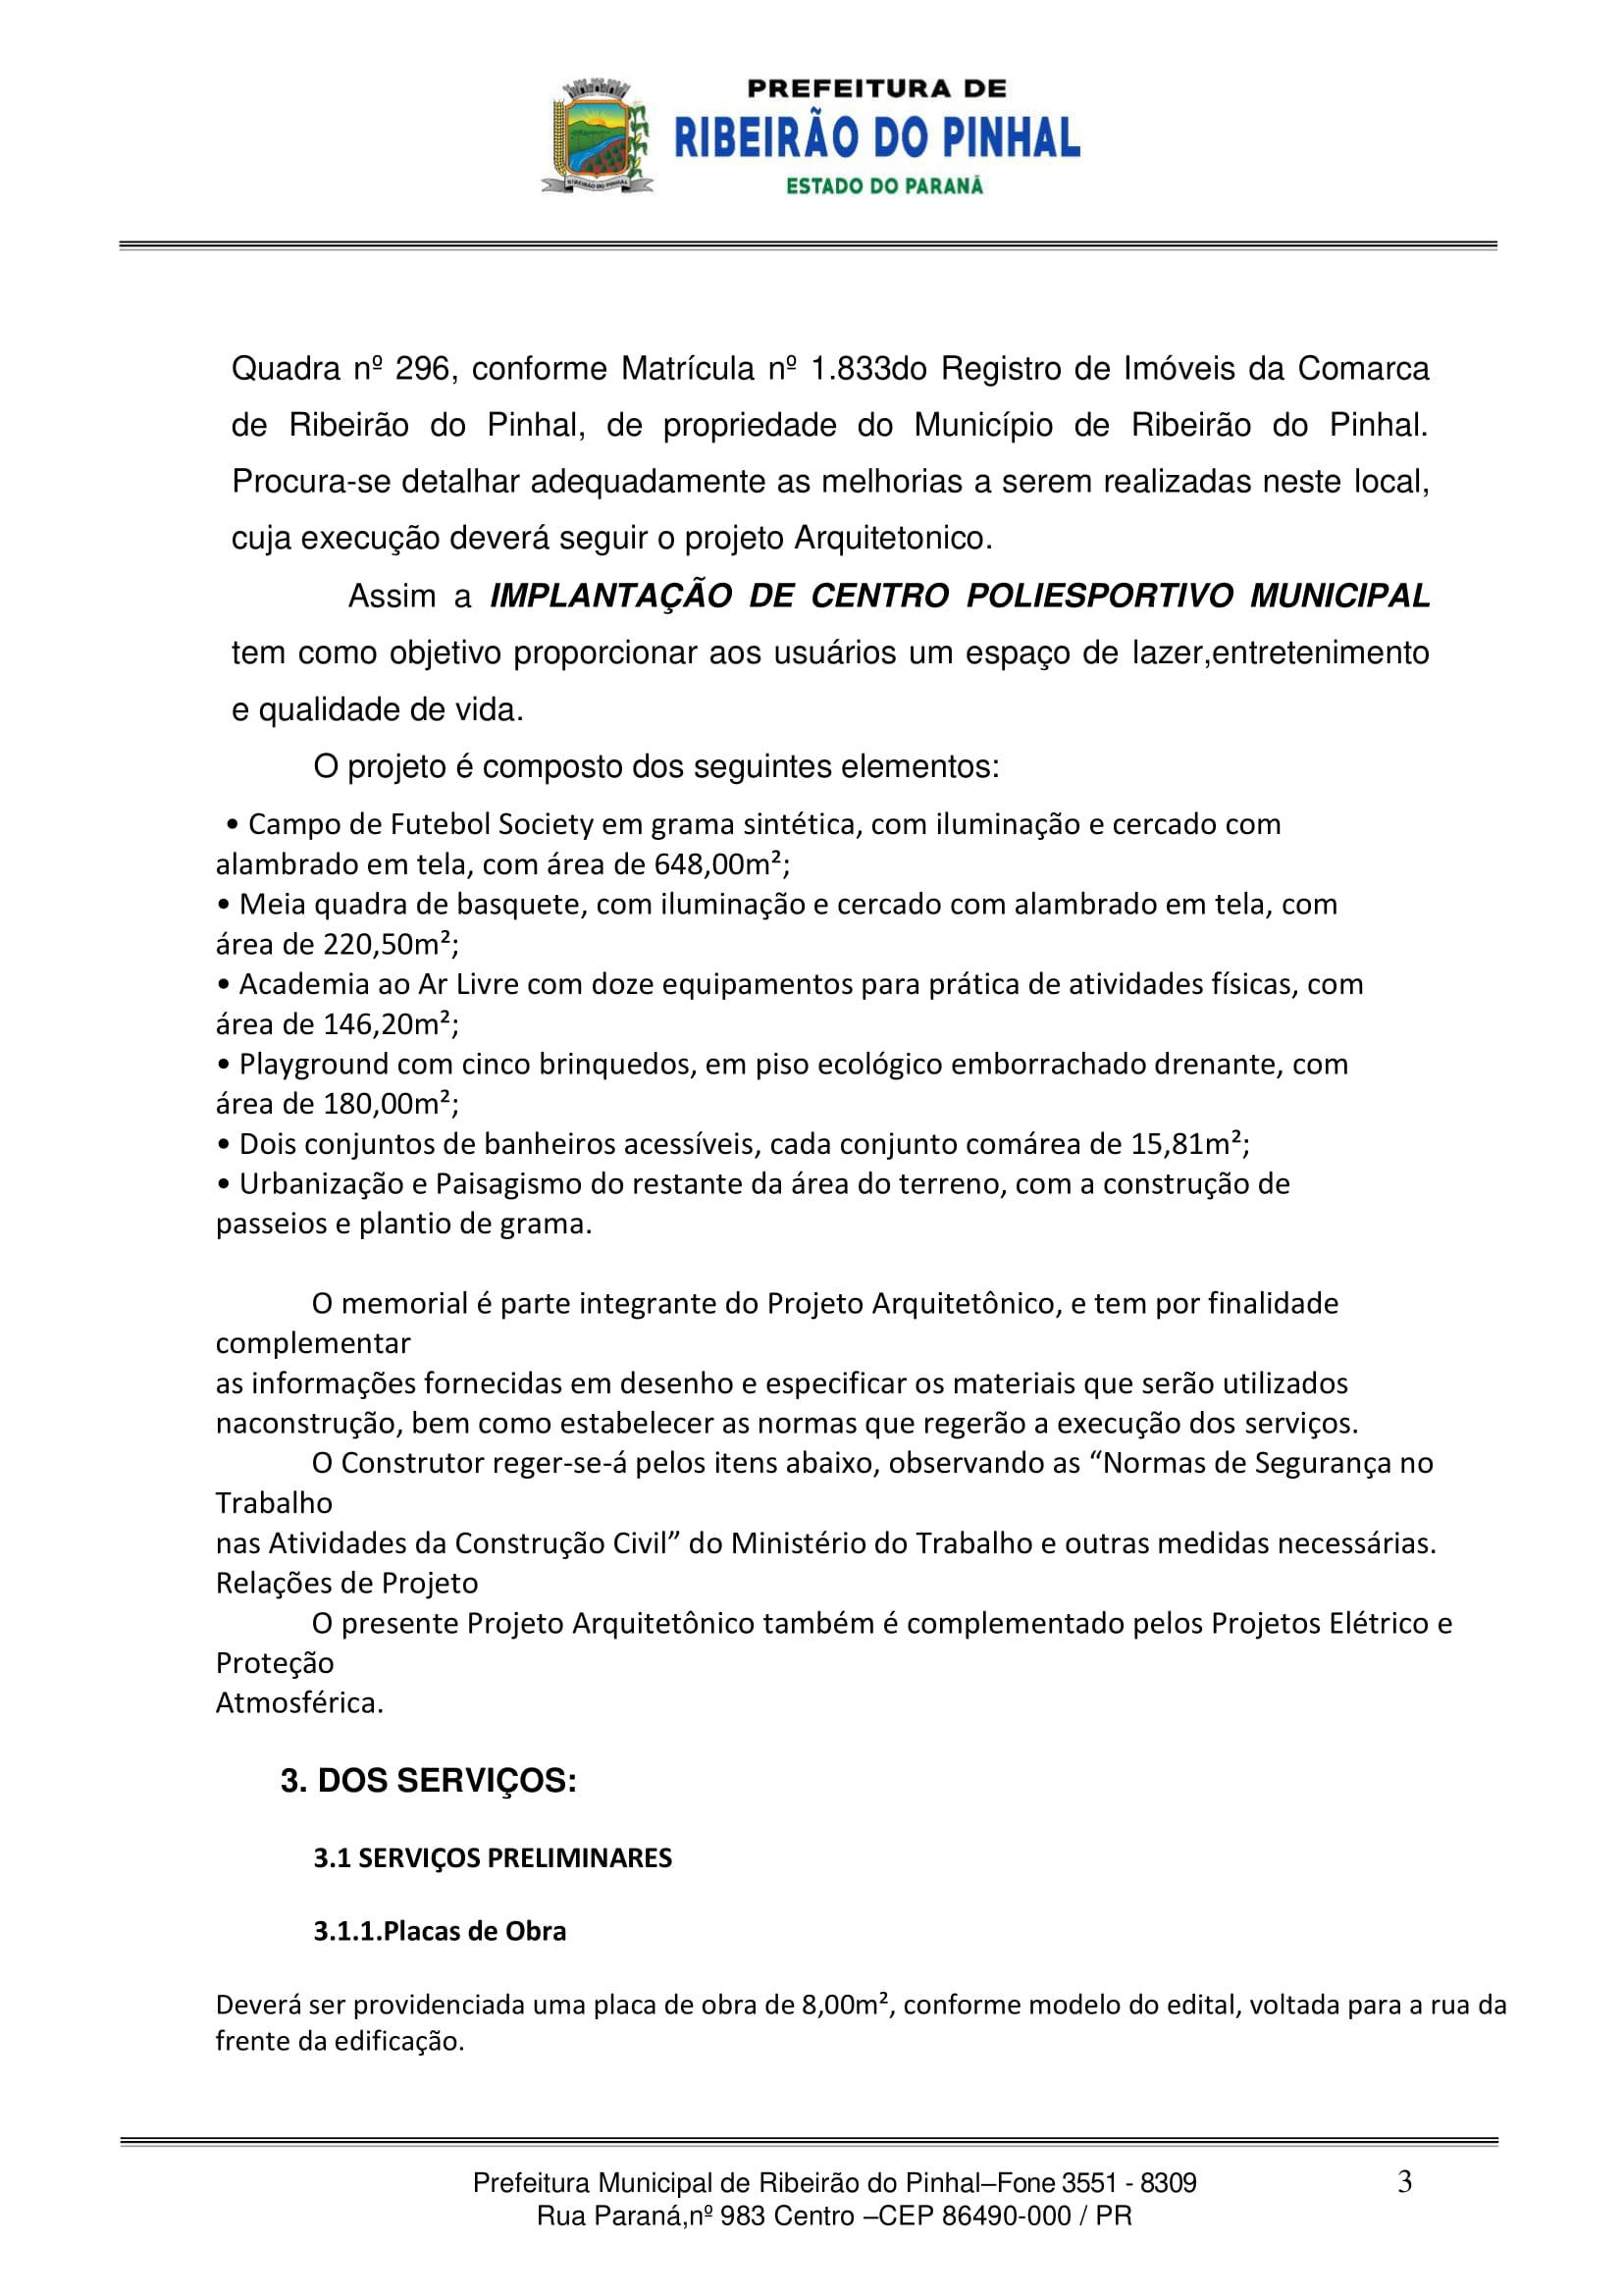 PREFEITURA DE
RIBEIRÃO DO PINHAL
ESTADO DO PARANÁ
RIBEIRÃO DO PINHAL
Quadra nº 296, conforme Matrícula nº 1.833do Registro de Imóveis da Comarca
de Ribeirão do Pinhal, de propriedade do Município de Ribeirão do Pinhal.
Procura-se detalhar adequadamente as melhorias a serem realizadas neste local,
cuja execução deverá seguir o projeto Arquitetonico.
Assim a IMPLANTAÇÃO DE CENTRO POLIESPORTIVO MUNICIPAL
tem como objetivo proporcionar aos usuários um espaço de lazer,entretenimento
e qualidade de vida.
O projeto é composto dos seguintes elementos:
• Campo de Futebol Society em grama sintética, com iluminação e cercado com
alambrado em tela, com área de 648,00m²;
• Meia quadra de basquete, com iluminação e cercado com alambrado em tela, com
área de 220,50m²;
• Academia ao Ar Livre com doze equipamentos para prática de atividades físicas, com
área de 146,20m²;
• Playground com cinco brinquedos, em piso ecológico emborrachado drenante, com
área de 180,00m²;
• Dois conjuntos de banheiros acessíveis, cada conjunto comárea de 15,81m²;
• Urbanização e Paisagismo do restante da área do terreno, com a construção de
passeios e plantio de grama.
O memorial é parte integrante do Projeto Arquitetônico, e tem por finalidade
complementar
as informações fornecidas em desenho e especificar os materiais que serão utilizados
naconstrução, bem como estabelecer as normas que regerão a execução dos serviços.
O Construtor reger-se-á pelos itens abaixo, observando as “Normas de Segurança no
Trabalho
nas Atividades da Construção Civil” do Ministério do Trabalho e outras medidas necessárias.
Relações de Projeto
O presente Projeto Arquitetônico também é complementado pelos Projetos Elétrico e
Proteção
Atmosférica.
3. DOS SERVIÇOS:
3.1 SERVIÇOS PRELIMINARES
3.1.1.Placas de Obra
Deverá ser providenciada uma placa de obra de 8,00m², conforme modelo do edital, voltada para a rua da
frente da edificação.
Prefeitura Municipal de Ribeirão do Pinhal–Fone 3551 - 8309
3
Rua Paraná,nº 983 Centro –CEP 86490-000 / PR